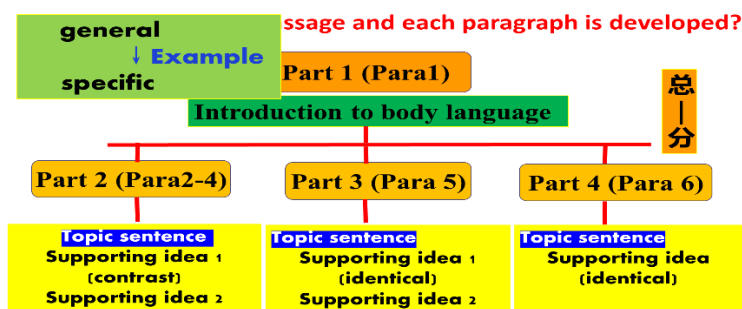 general
↓ Example
specific
ssage and each paragraph is developed?
Part 1 (Para1)
Introduction to body language
总
分
Part 2 (Para2-4)
Part 3 (Para 5)
Part 4 (Para 6)
Topic sentence
Supporting idea 1
(contrast)
Supporting idea 2
Topic sentence
Supporting idea 1
(identical)
Supporting idea 2
Topic sentence
Supporting idea
(identical)